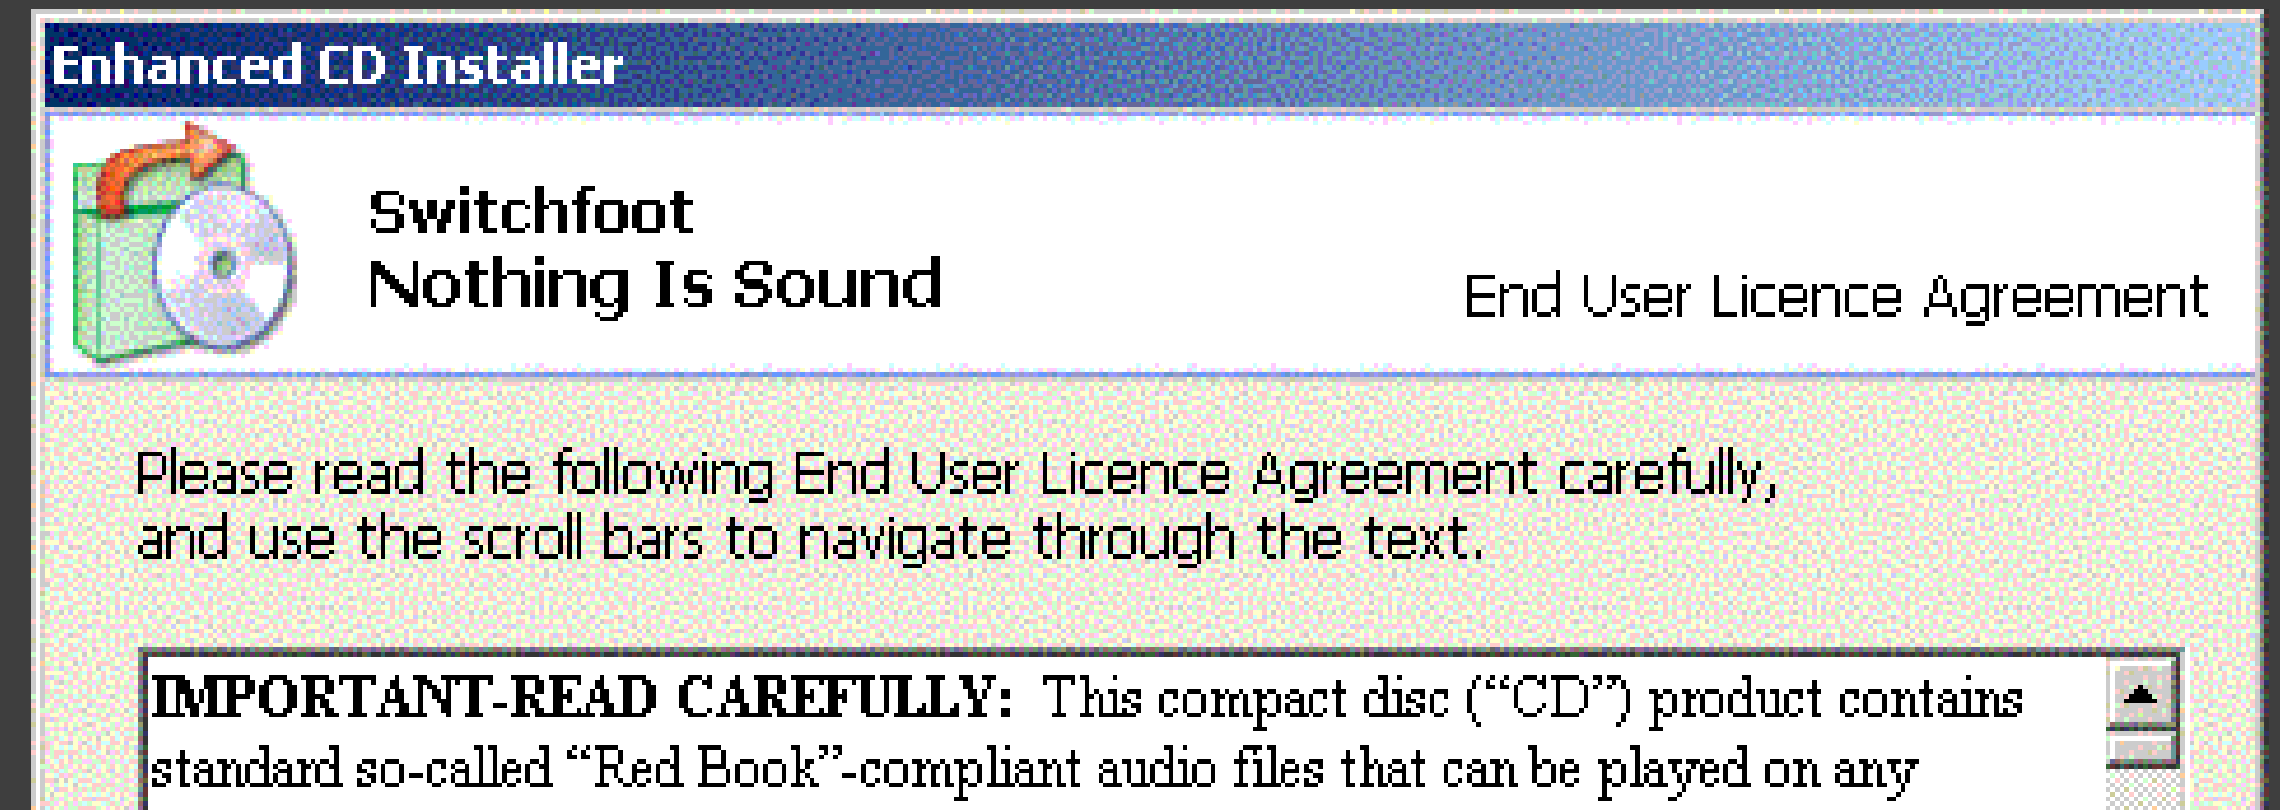 Enhanced CD Installer
Switchfoot
Nothing Is Sound
End User Licence Agreement
Please read the following End User Licence Agreement carefully,
and use the scroll bars to navigate through the text.
IMPORTANT-READ CAREFULLY: This compact disc (“CD”) product contains
standard so-called “Red Book”-compliant audio files that can be played on any